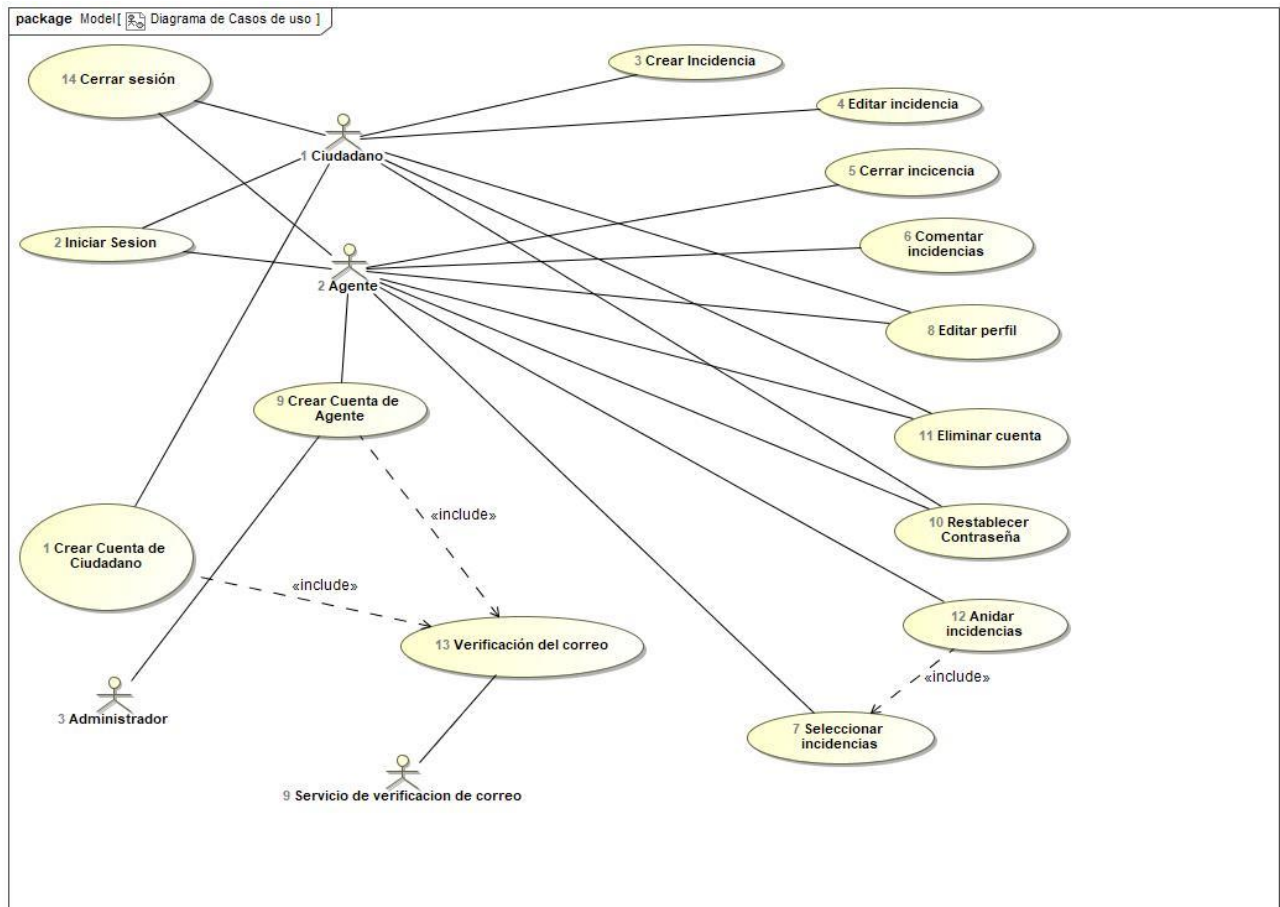 package Model[ Diagrama de Casos de uso ]
14 Cerrar sesión
3 Crear Incidencia
4 Editar incidencia
1 Ciudadano
5 Cerrar incicencia
2 Iniciar Sesion
6 Comentar
incidencias
2 Agente
8 Editar perfil
9 Crear Cuenta de
Agente
11 Eliminar cuenta
«include»
10 Restablecer
Contraseña
1 Crear Cuenta de
Ciudadano
«include»
12 Anidar
incidencias
13 Verificación del correo
«include»
3 Administrador
7 Seleccionar
incidencias
9 Servicio de verificacion de correo